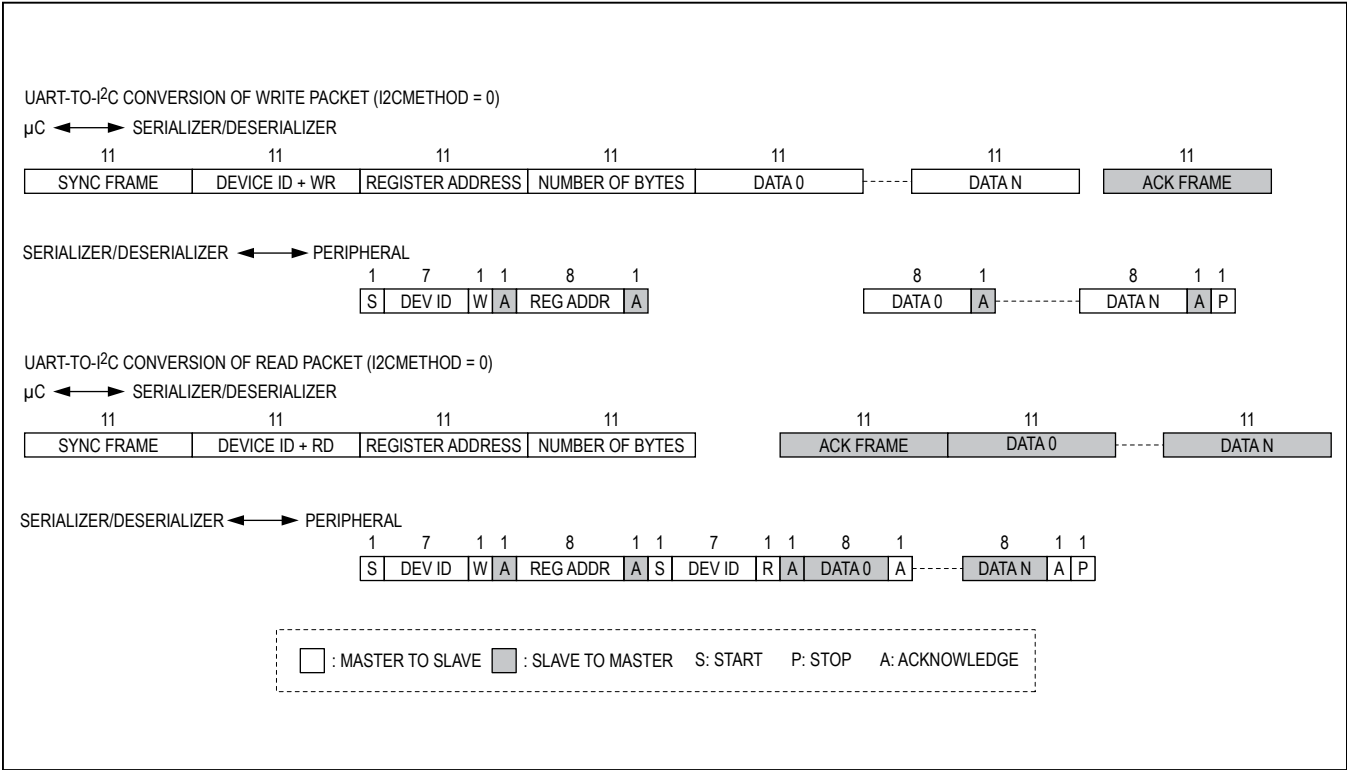 UART-TO-I2C CONVERSION OF WRITE PACKET (I2CMETHOD = 0)
µC SERIALIZER/DESERIALIZER
11 11 11 11 11 11 11
SYNC FRAME DEVICE ID + WR REGISTER ADDRESS NUMBER OF BYTES DATA 0 DATA N ACK FRAME
SERIALIZER/DESERIALIZER PERIPHERAL
1 7 1 1 8 1 8 1 8 1 1
S DEV ID W A REG ADDR A DATA 0 A DATA N A P
UART-TO-I2C CONVERSION OF READ PACKET (I2CMETHOD = 0)
µC SERIALIZER/DESERIALIZER
11 11 11 11 11 11 11
SYNC FRAME DEVICE ID + RD REGISTER ADDRESS NUMBER OF BYTES ACK FRAME DATA 0 DATA N
SERIALIZER/DESERIALIZER PERIPHERAL
1 7 1 1 8 1 1 7 1 1 8 1 8 1 1
S DEV ID W A REG ADDR A S DEV ID R A DATA 0 A DATA N A P
: MASTER TO SLAVE : SLAVE TO MASTER S: START P: STOP A: ACKNOWLEDGE